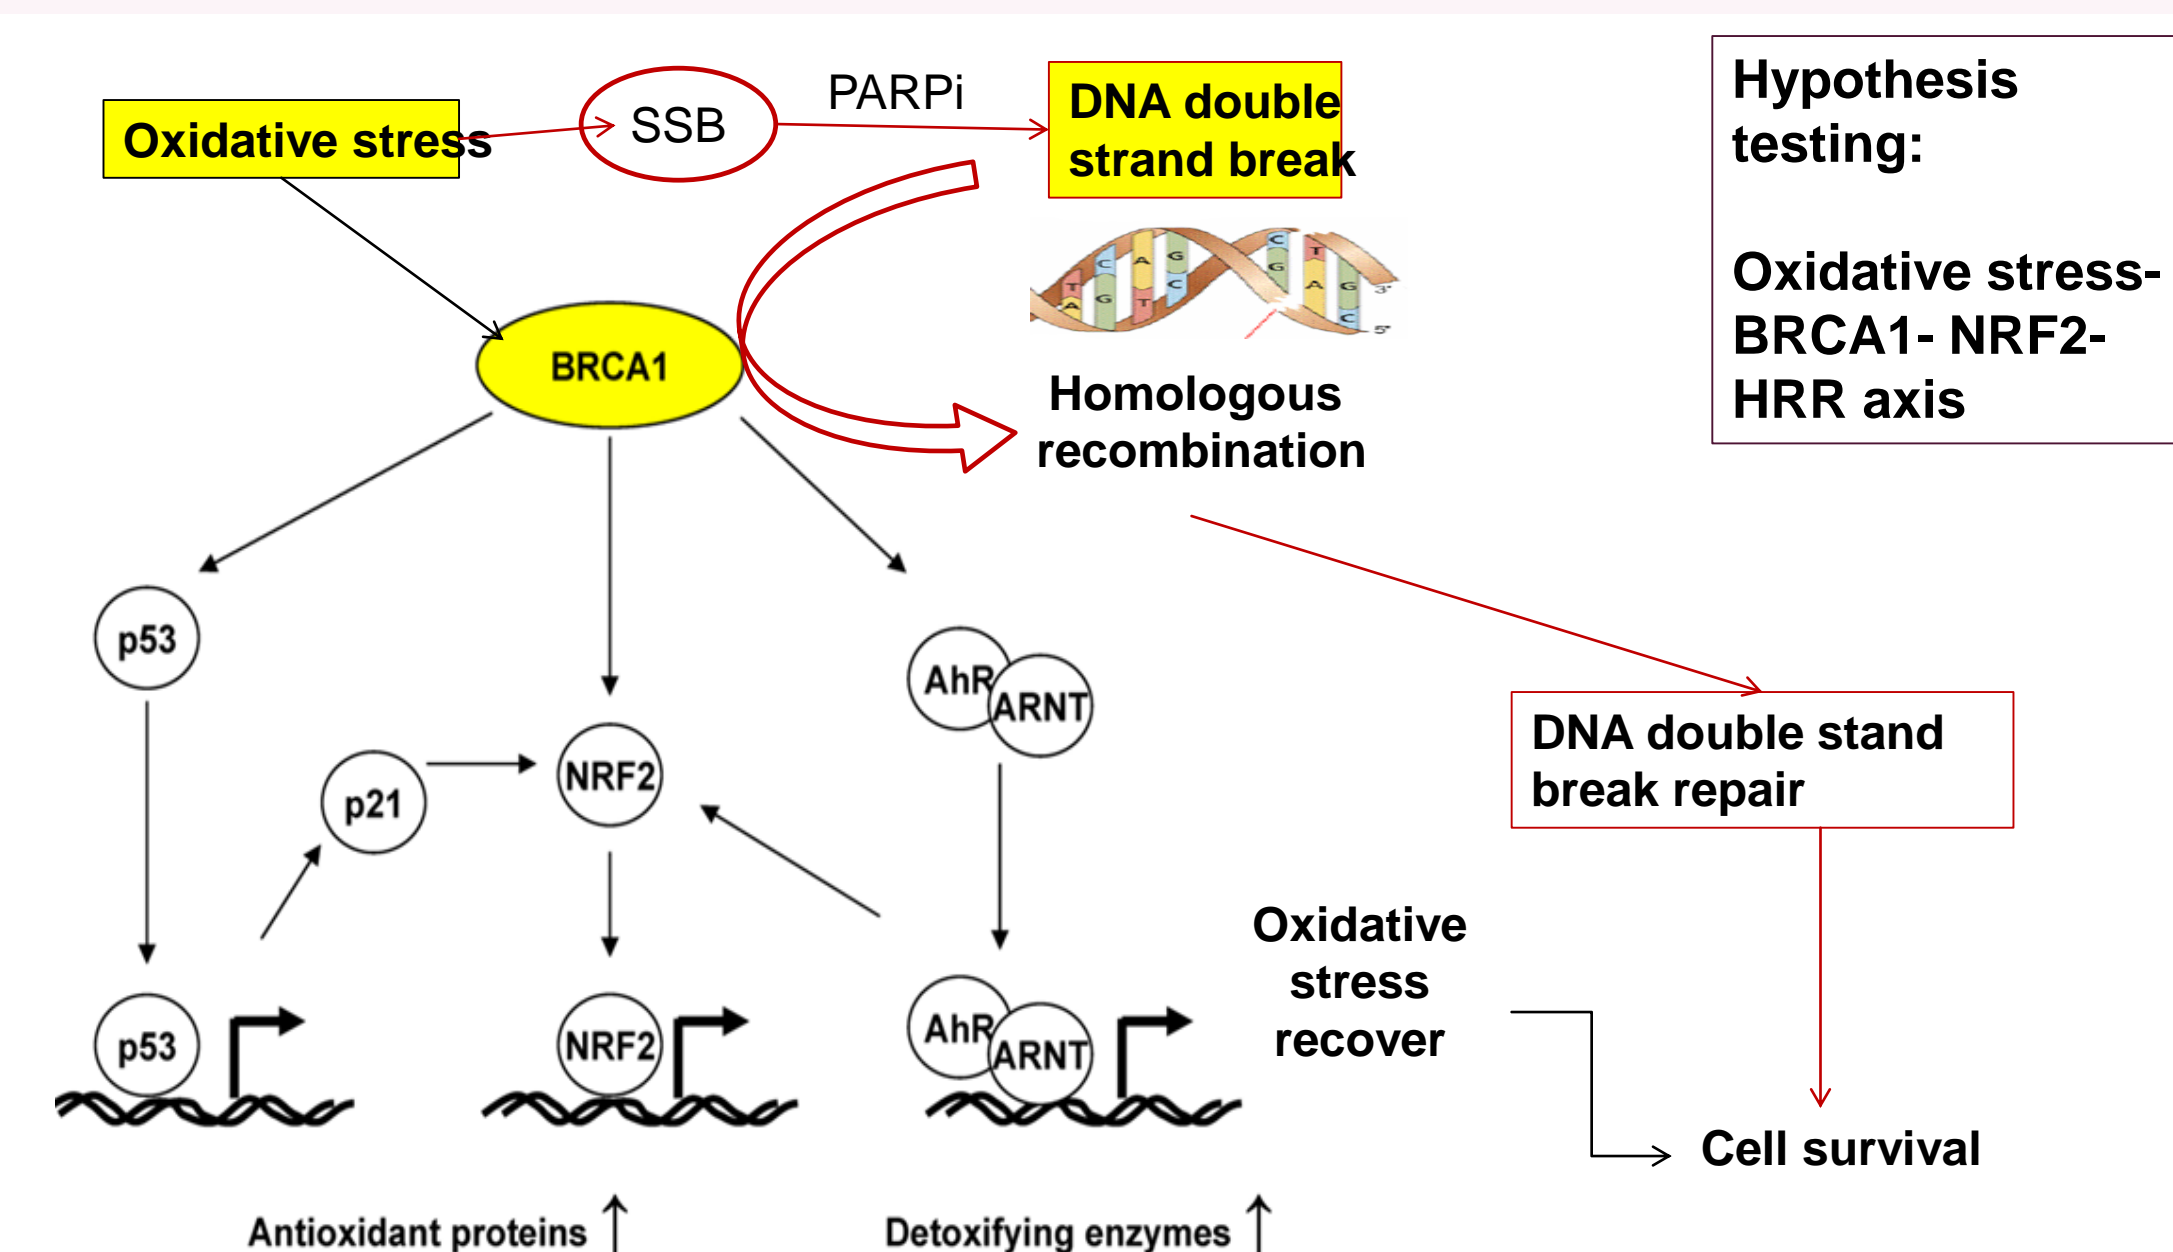 Oxidative stress
SSB
PARPi
DNA double
strand break
Hypothesis
testing:
Oxidative stress-
BRCA1- NRF2-
HRR axis
T
A
C
G
A
T
G
C
C
G
T
A
G
C
3'
5'
BRCA1
Homologous
recombination
p53
AhR
ARNT
p21
NRF2
DNA double stand
break repair
Oxidative
stress
recover
p53
NRF2
AhR
ARNT
Cell survival
Antioxidant proteins ↑
Detoxifying enzymes ↑